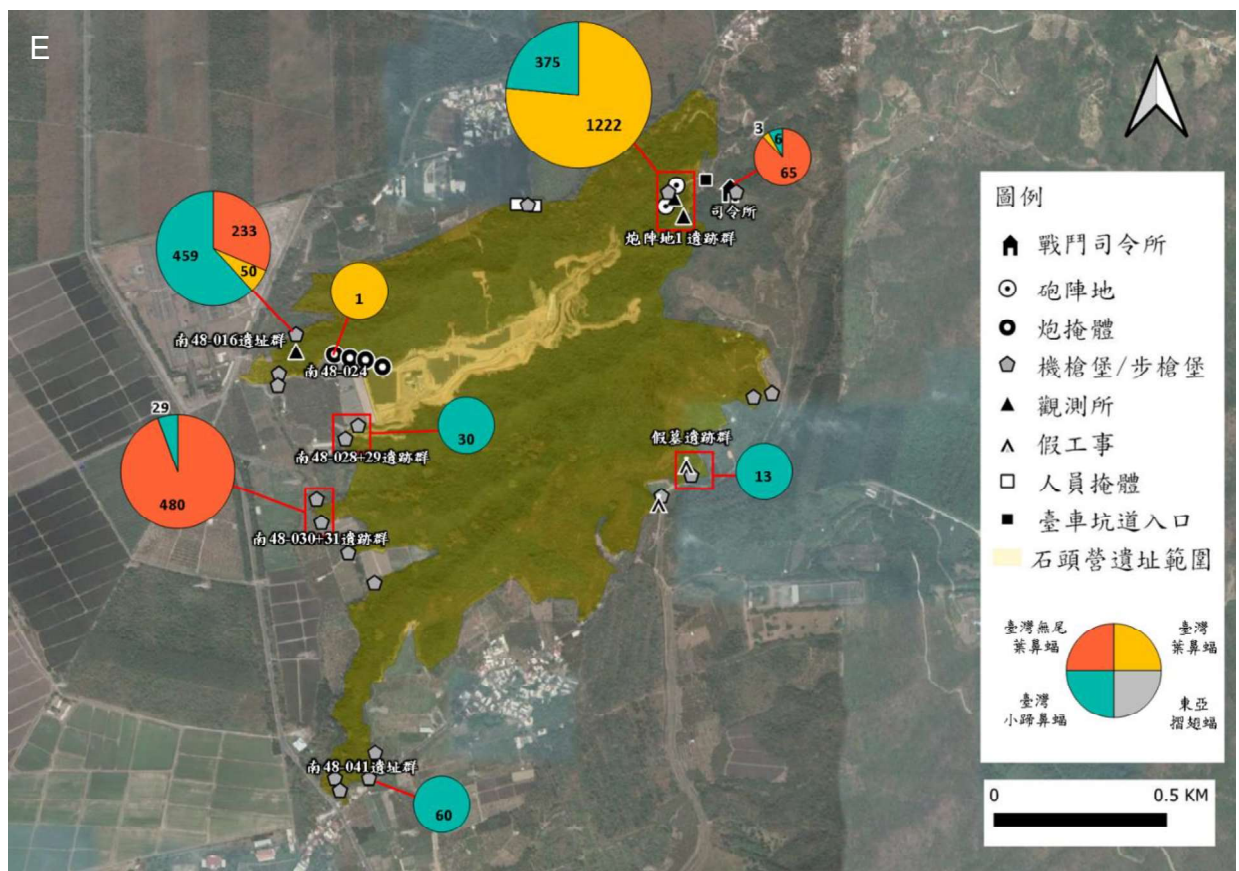 E
375
1222
3
6
65
司令所
炮陣地1遺跡群
459
233
50
1
南48-016遺址群
南48-024
29
480
30
南48-028+29遺跡群
假墓遺跡群
13
南48-030+31遺跡群
南48-041遺址群
60
圖例
戰鬥司令所
砲陣地
炮掩體
機槍堡/步槍堡
觀測所
假工事
人員掩體
臺車坑道入口
石頭營遺址範圍
臺灣無尾
葉鼻蝠
臺灣
葉鼻蝠
臺灣
小蹄鼻蝠
東亞
摺翅蝠
0 0.5 KM